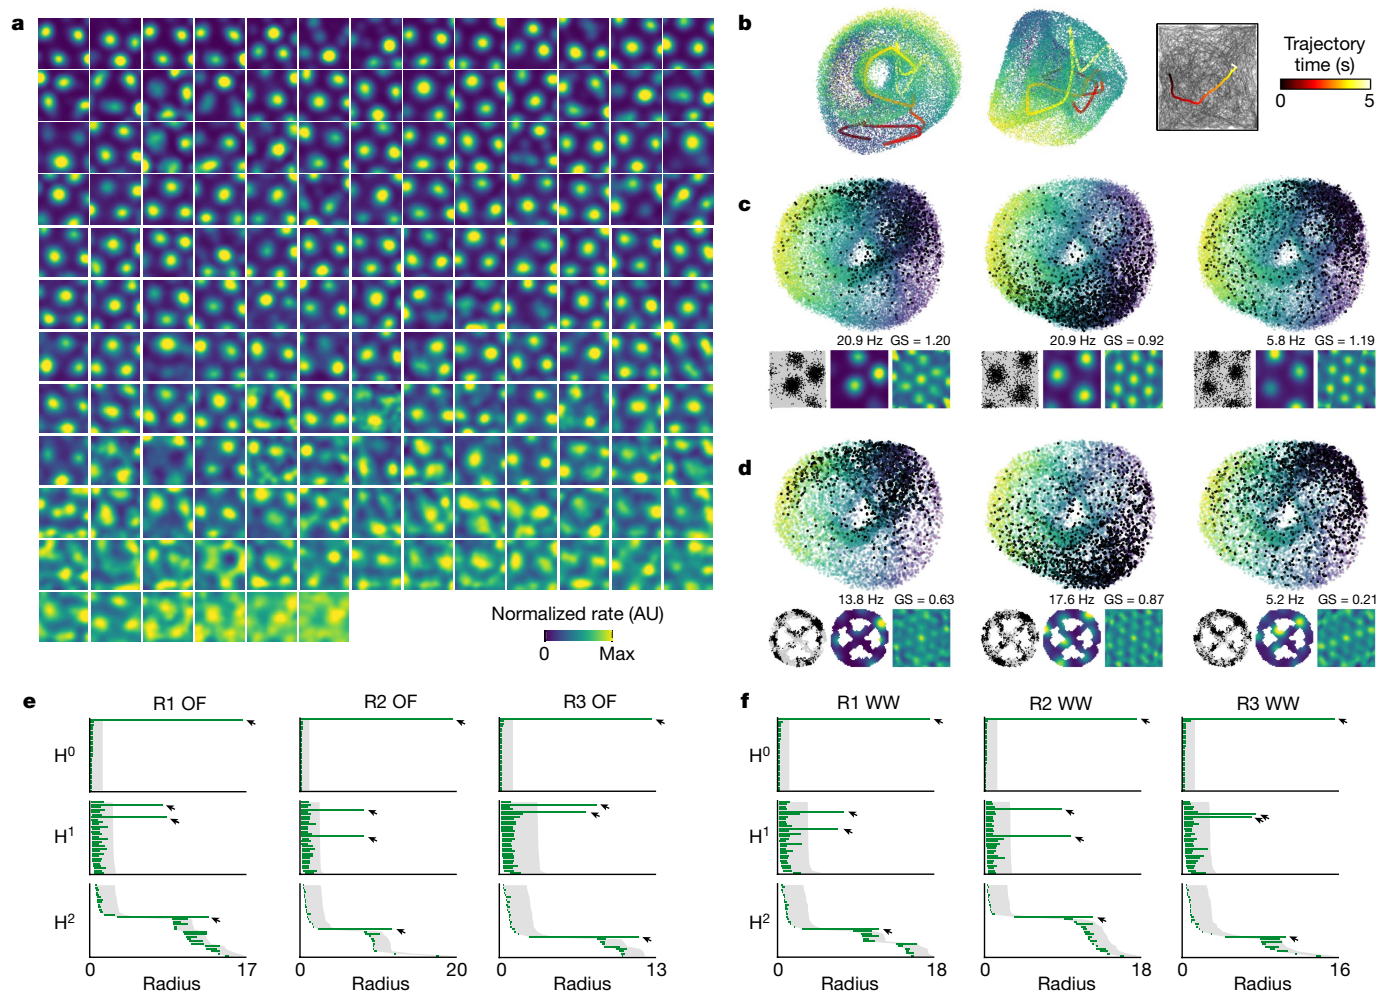 a
Normalized rate (AU)
0 Max
b
Trajectory
time (s)
0 5
c
20.9 Hz GS = 1.20
20.9 Hz GS = 0.92
5.8 Hz GS = 1.19
d
13.8 Hz GS = 0.63
17.6 Hz GS = 0.87
5.2 Hz GS = 0.21
e
R1 OF R2 OF R3 OF
H⁰
H¹
H²
0 17 0 20 0 13
Radius Radius Radius
f
R1 WW R2 WW R3 WW
H⁰
H¹
H²
0 18 0 18 0 16
Radius Radius Radius